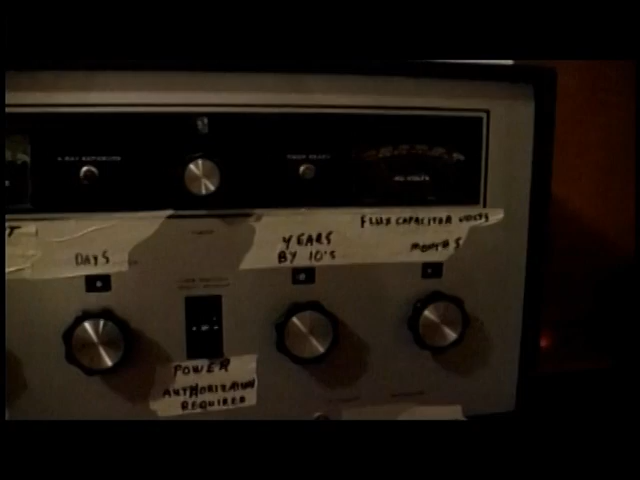 FLUX CAPACITOR VOLTS
T
DAYS
YEARS
BY 10'S
MONTHS
POWER
AUTHORIZATION
REQUIRED